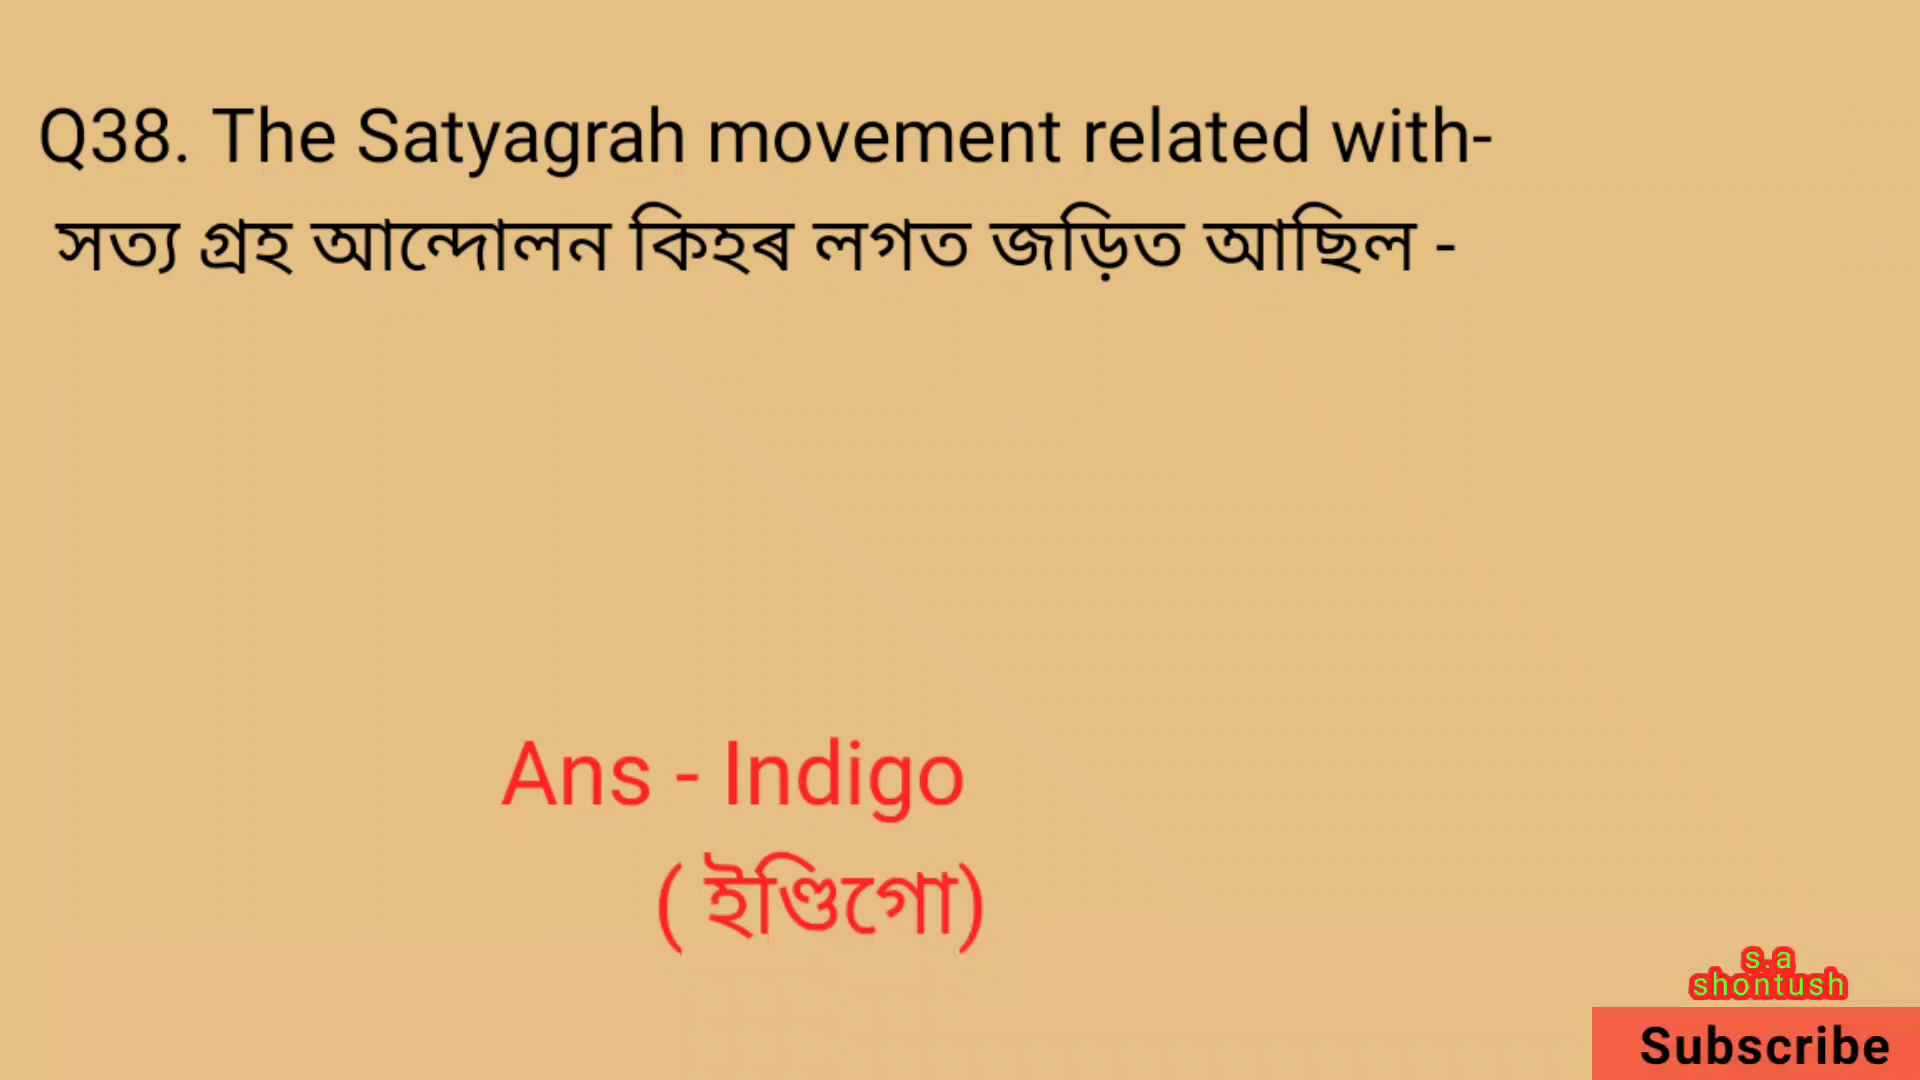 Q38. The Satyagrah movement related with-
সত্য গ্ৰহ আন্দোলন কিহৰ লগত জড়িত আছিল -
Ans - Indigo
( ইণ্ডিগো)
s.a
shontush
Subscribe